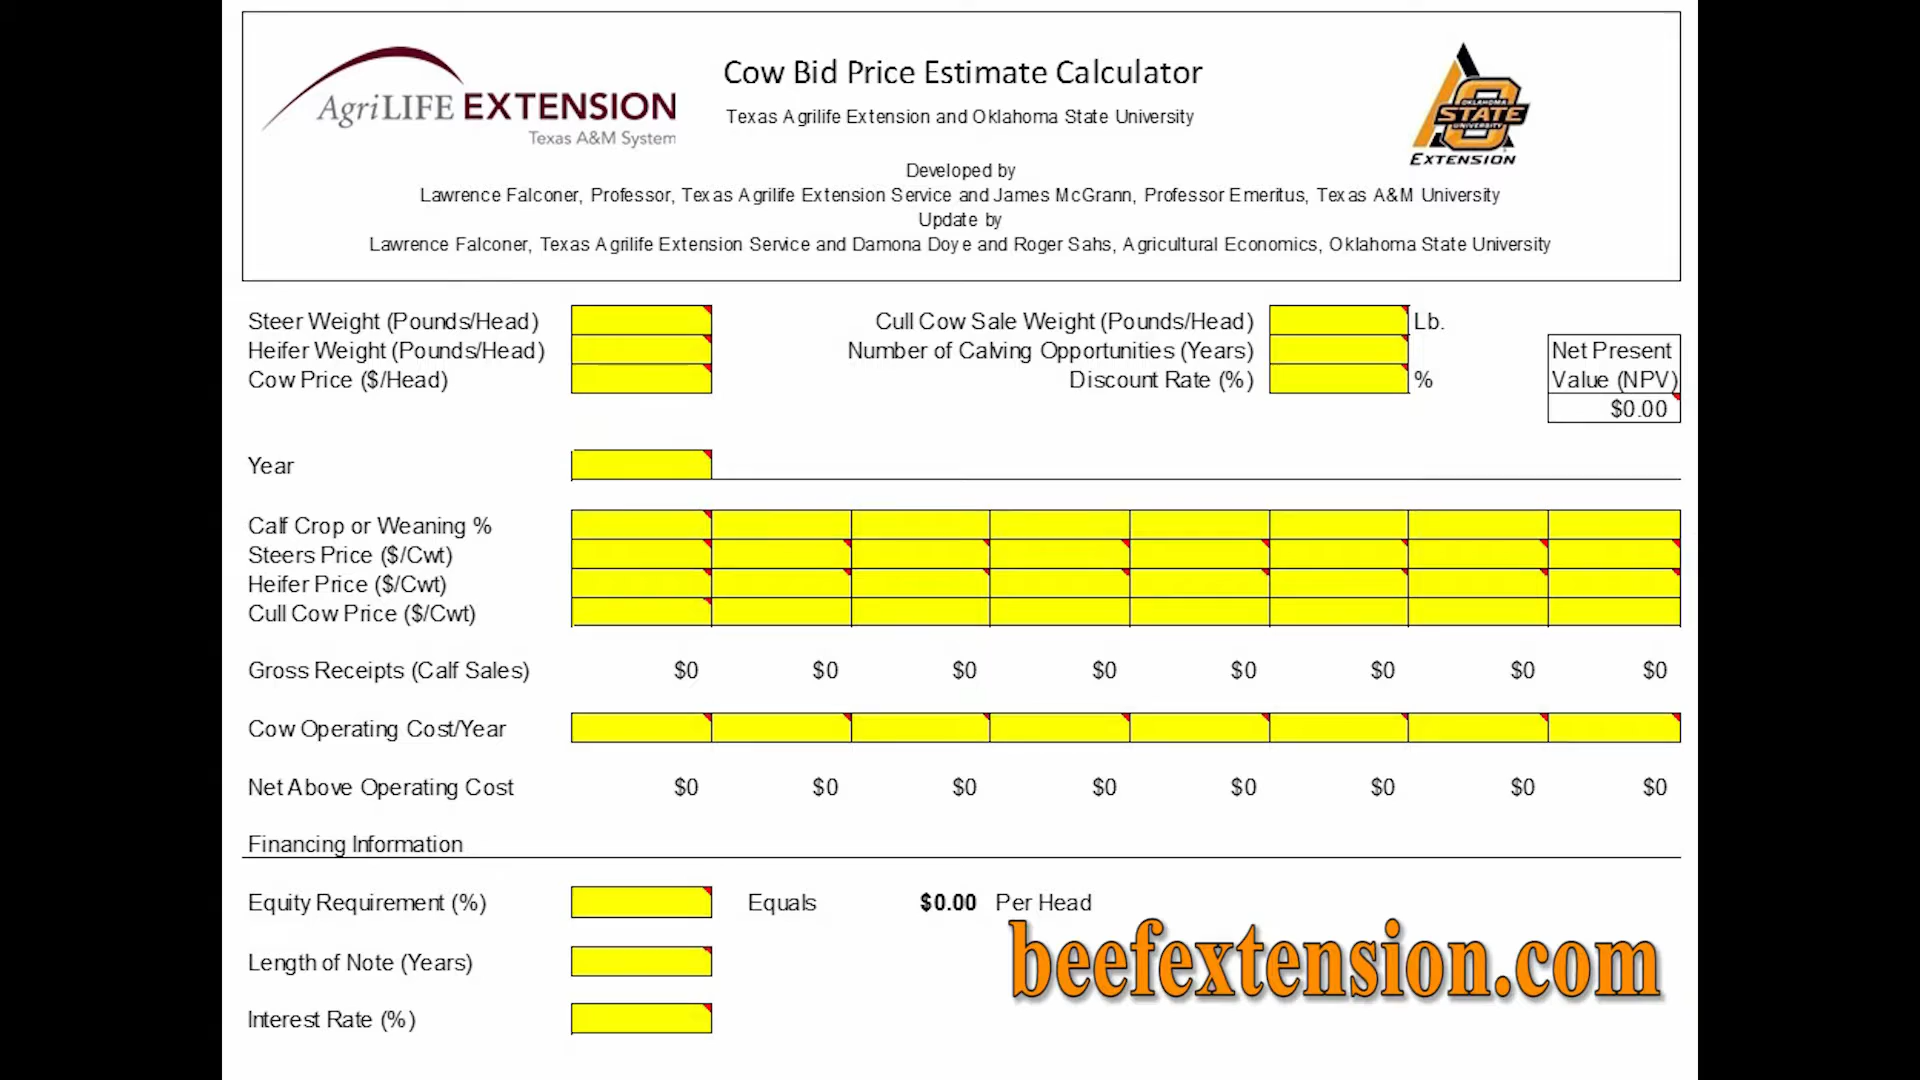 AgriLIFE EXTENSION
Texas A&M System
Cow Bid Price Estimate Calculator
Texas Agrilife Extension and Oklahoma State University
OKLAHOMA
STATE
UNIVERSITY
EXTENSION
Developed by
Lawrence Falconer, Professor, Texas Agrilife Extension Service and James McGrann, Professor Emeritus, Texas A&M University
Update by
Lawrence Falconer, Texas Agrilife Extension Service and Damona Doye and Roger Sahs, Agricultural Economics, Oklahoma State University
Steer Weight (Pounds/Head) Cull Cow Sale Weight (Pounds/Head) Lb.
Heifer Weight (Pounds/Head) Number of Calving Opportunities (Years) Net Present
Cow Price ($/Head) Discount Rate (%) % Value (NPV)
$0.00
Year
Calf Crop or Weaning %
Steers Price ($/Cwt)
Heifer Price ($/Cwt)
Cull Cow Price ($/Cwt)
Gross Receipts (Calf Sales) $0 $0 $0 $0 $0 $0 $0 $0
Cow Operating Cost/Year
Net Above Operating Cost $0 $0 $0 $0 $0 $0 $0 $0
Financing Information
Equity Requirement (%) Equals $0.00 Per Head
beefextension.com
Length of Note (Years)
Interest Rate (%)